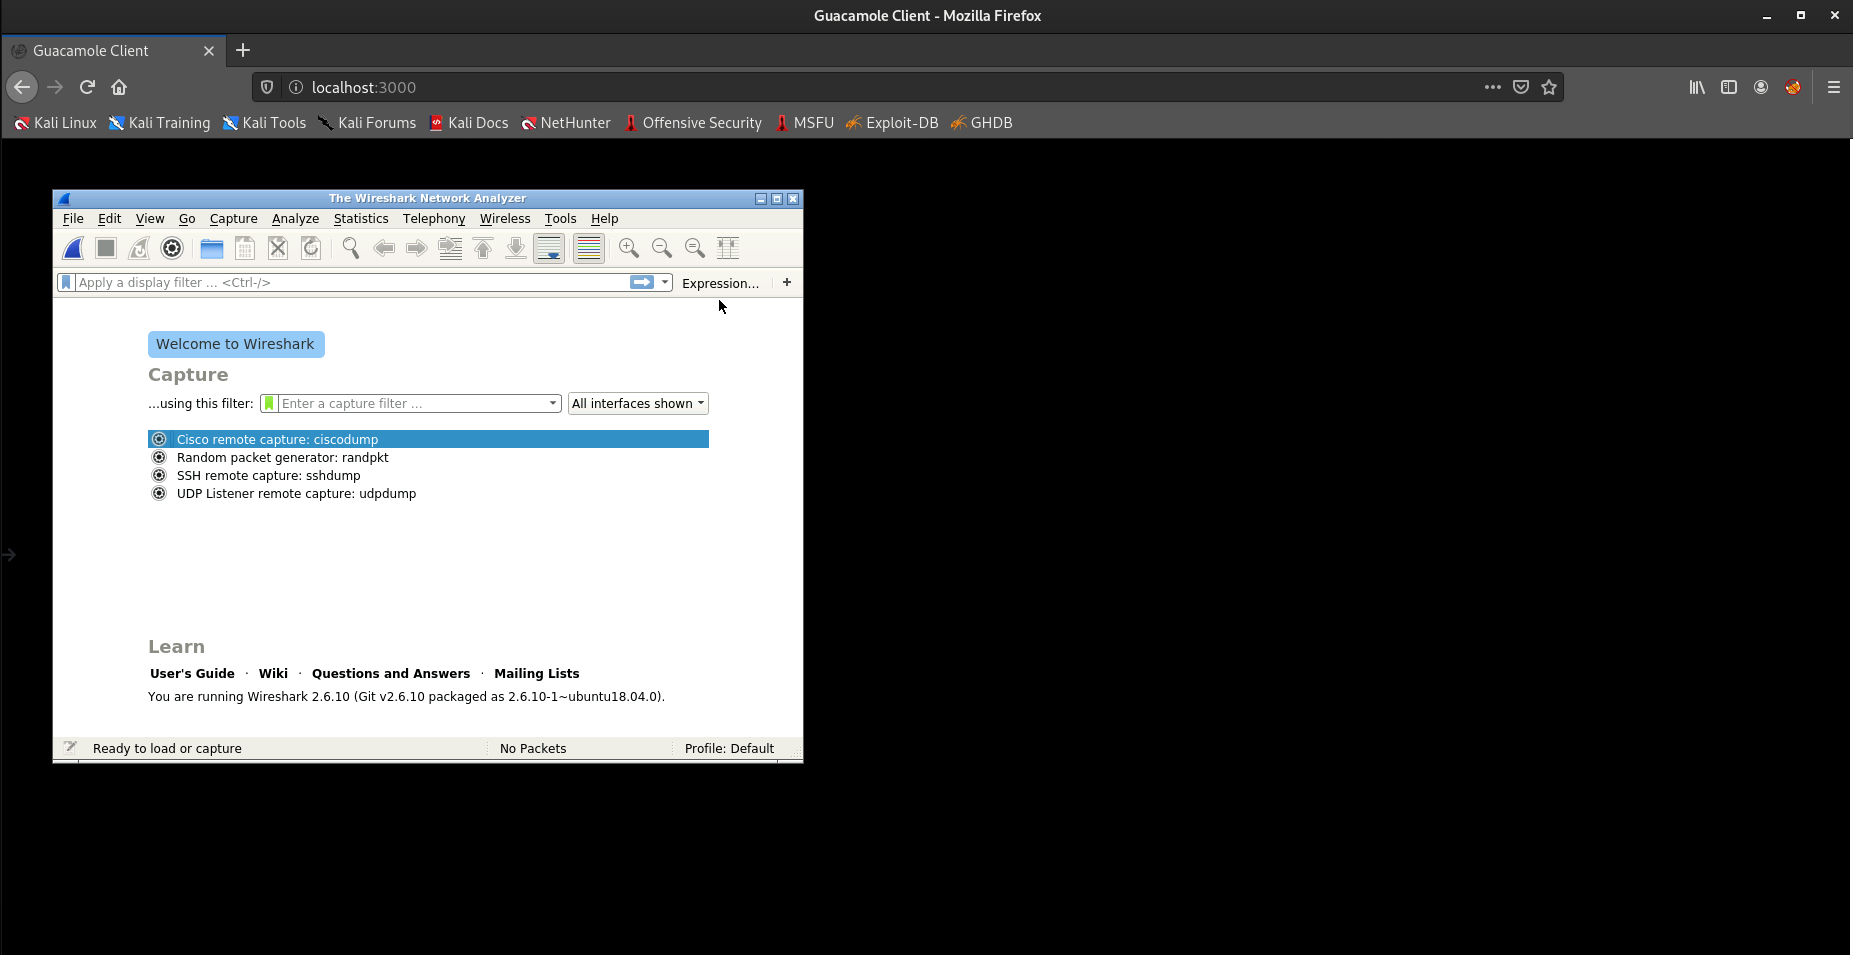 Guacamole Client - Mozilla Firefox
Guacamole Client
localhost:3000
Kali Linux Kali Training Kali Tools Kali Forums Kali Docs NetHunter Offensive Security MSFU Exploit-DB GHDB
The Wireshark Network Analyzer
File Edit View Go Capture Analyze Statistics Telephony Wireless Tools Help
Apply a display filter ... <Ctrl-/> Expression... +
Welcome to Wireshark
Capture
...using this filter: Enter a capture filter ... All interfaces shown
Cisco remote capture: ciscodump
Random packet generator: randpkt
SSH remote capture: sshdump
UDP Listener remote capture: udpdump
Learn
User's Guide · Wiki · Questions and Answers · Mailing Lists
You are running Wireshark 2.6.10 (Git v2.6.10 packaged as 2.6.10-1~ubuntu18.04.0).
Ready to load or capture No Packets Profile: Default